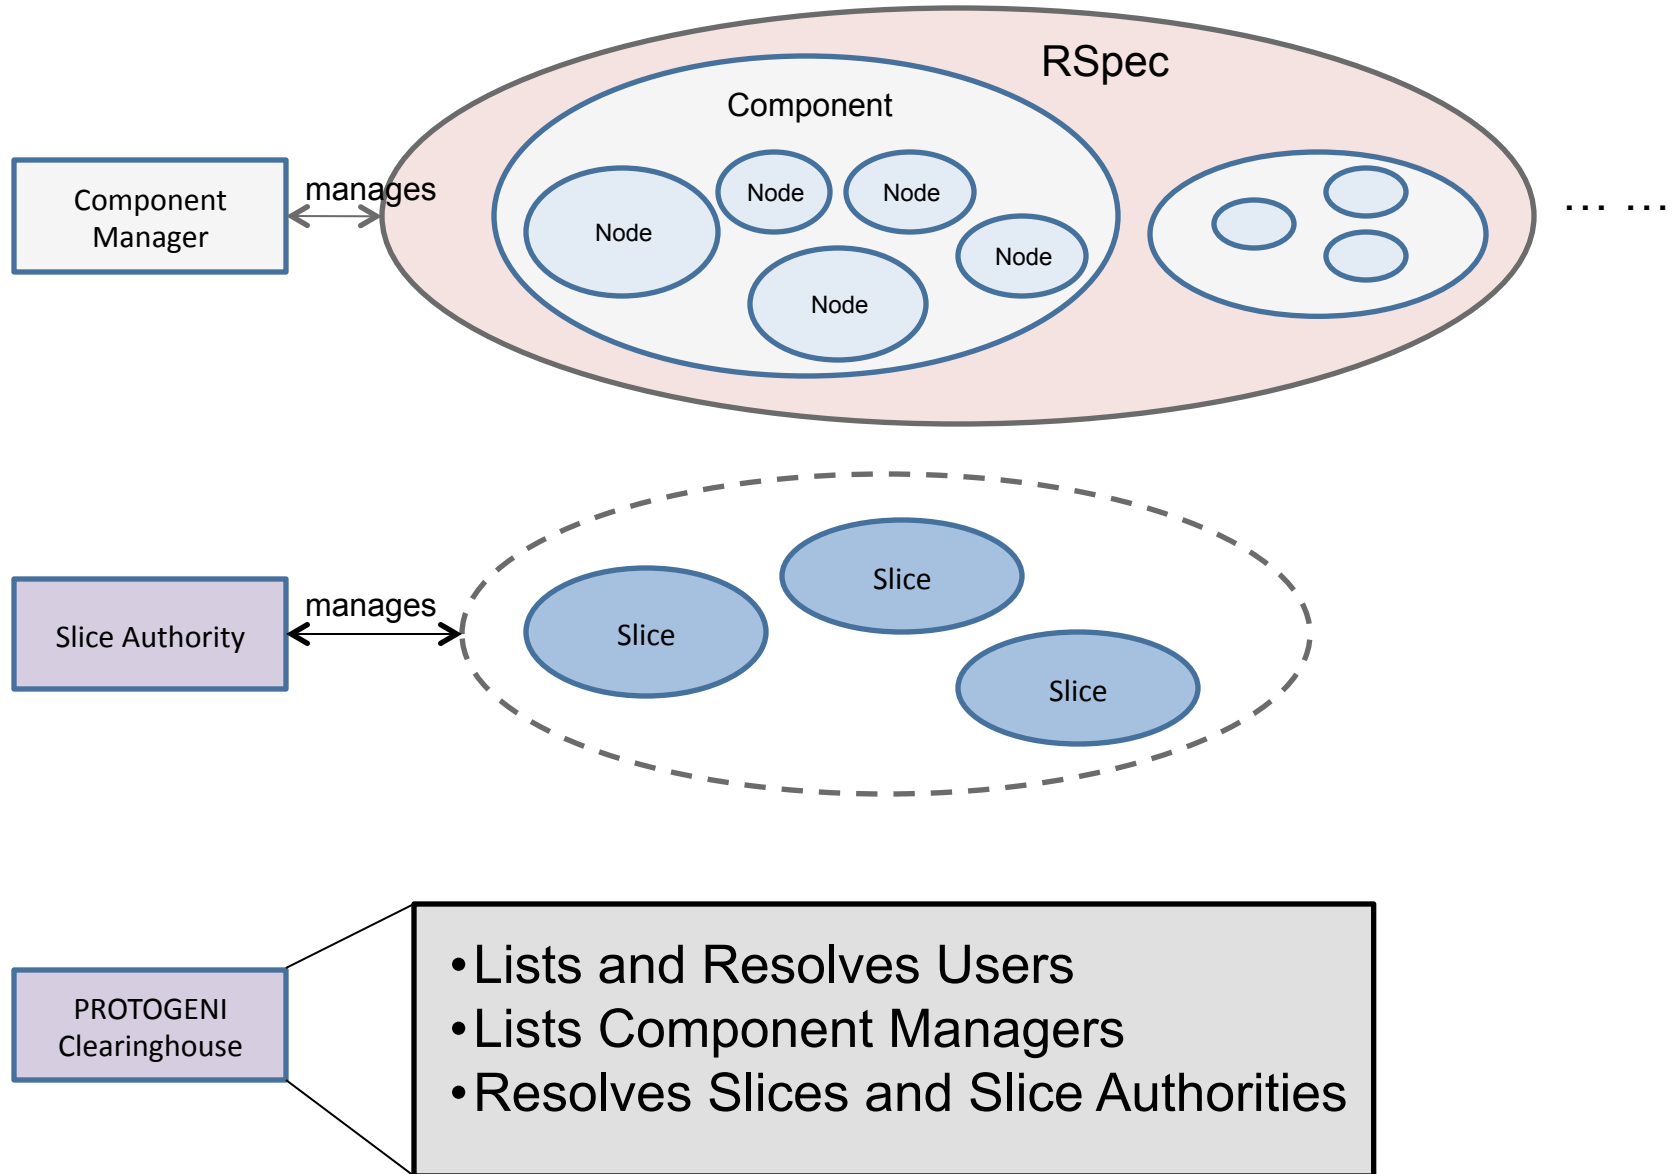 RSpec
Component
Component
Manager
manages
Node
Node
Node
Node
Node
... ...
Slice Authority
manages
Slice
Slice
Slice
PROTOGENI
Clearinghouse
•Lists and Resolves Users
•Lists Component Managers
•Resolves Slices and Slice Authorities